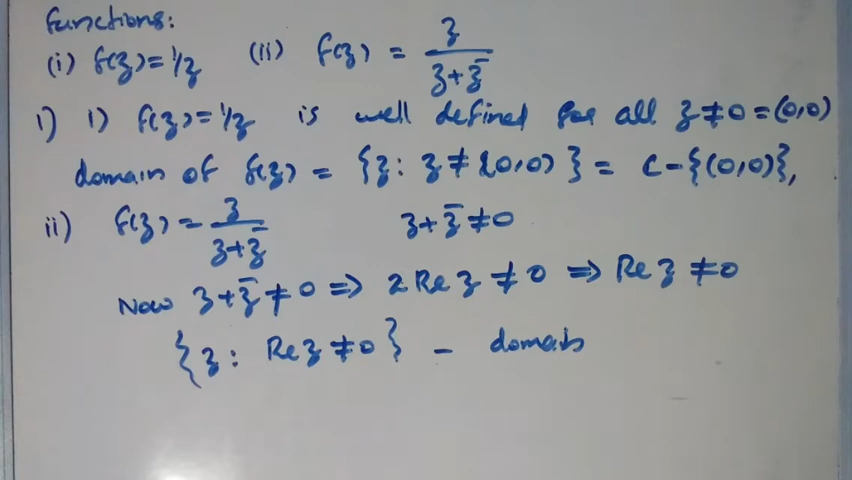 functions:
(i) f(z) = 1/z (ii) f(z) = z / (z + z̄)
i) 1) f(z) = 1/z is well defined for all z ≠ 0 = (0,0)
domain of f(z) = {z : z ≠ (0,0)} = C - {(0,0)},
ii) f(z) = z / (z + z̄) z + z̄ ≠ 0
Now z + z̄ ≠ 0 ⇒ 2 Re z ≠ 0 ⇒ Re z ≠ 0
{z : Re z ≠ 0} - domain